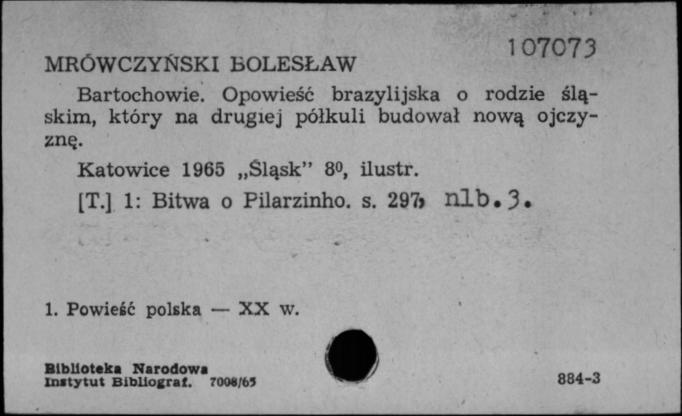 107073
MRÓWCZYŃSKI BOLESŁAW
Bartochowie. Opowieść brazylijska o rodzie ślą-
skim, który na drugiej półkuli budował nową ojczy-
znę.
Katowice 1965 „Śląsk” 8⁰, ilustr.
[T.] 1: Bitwa o Pilarzinho. s. 297, nlb.3.
1. Powieść polska — XX w.
Biblioteka Narodowa
Instytut Bibliograf. 7008/65
884-3